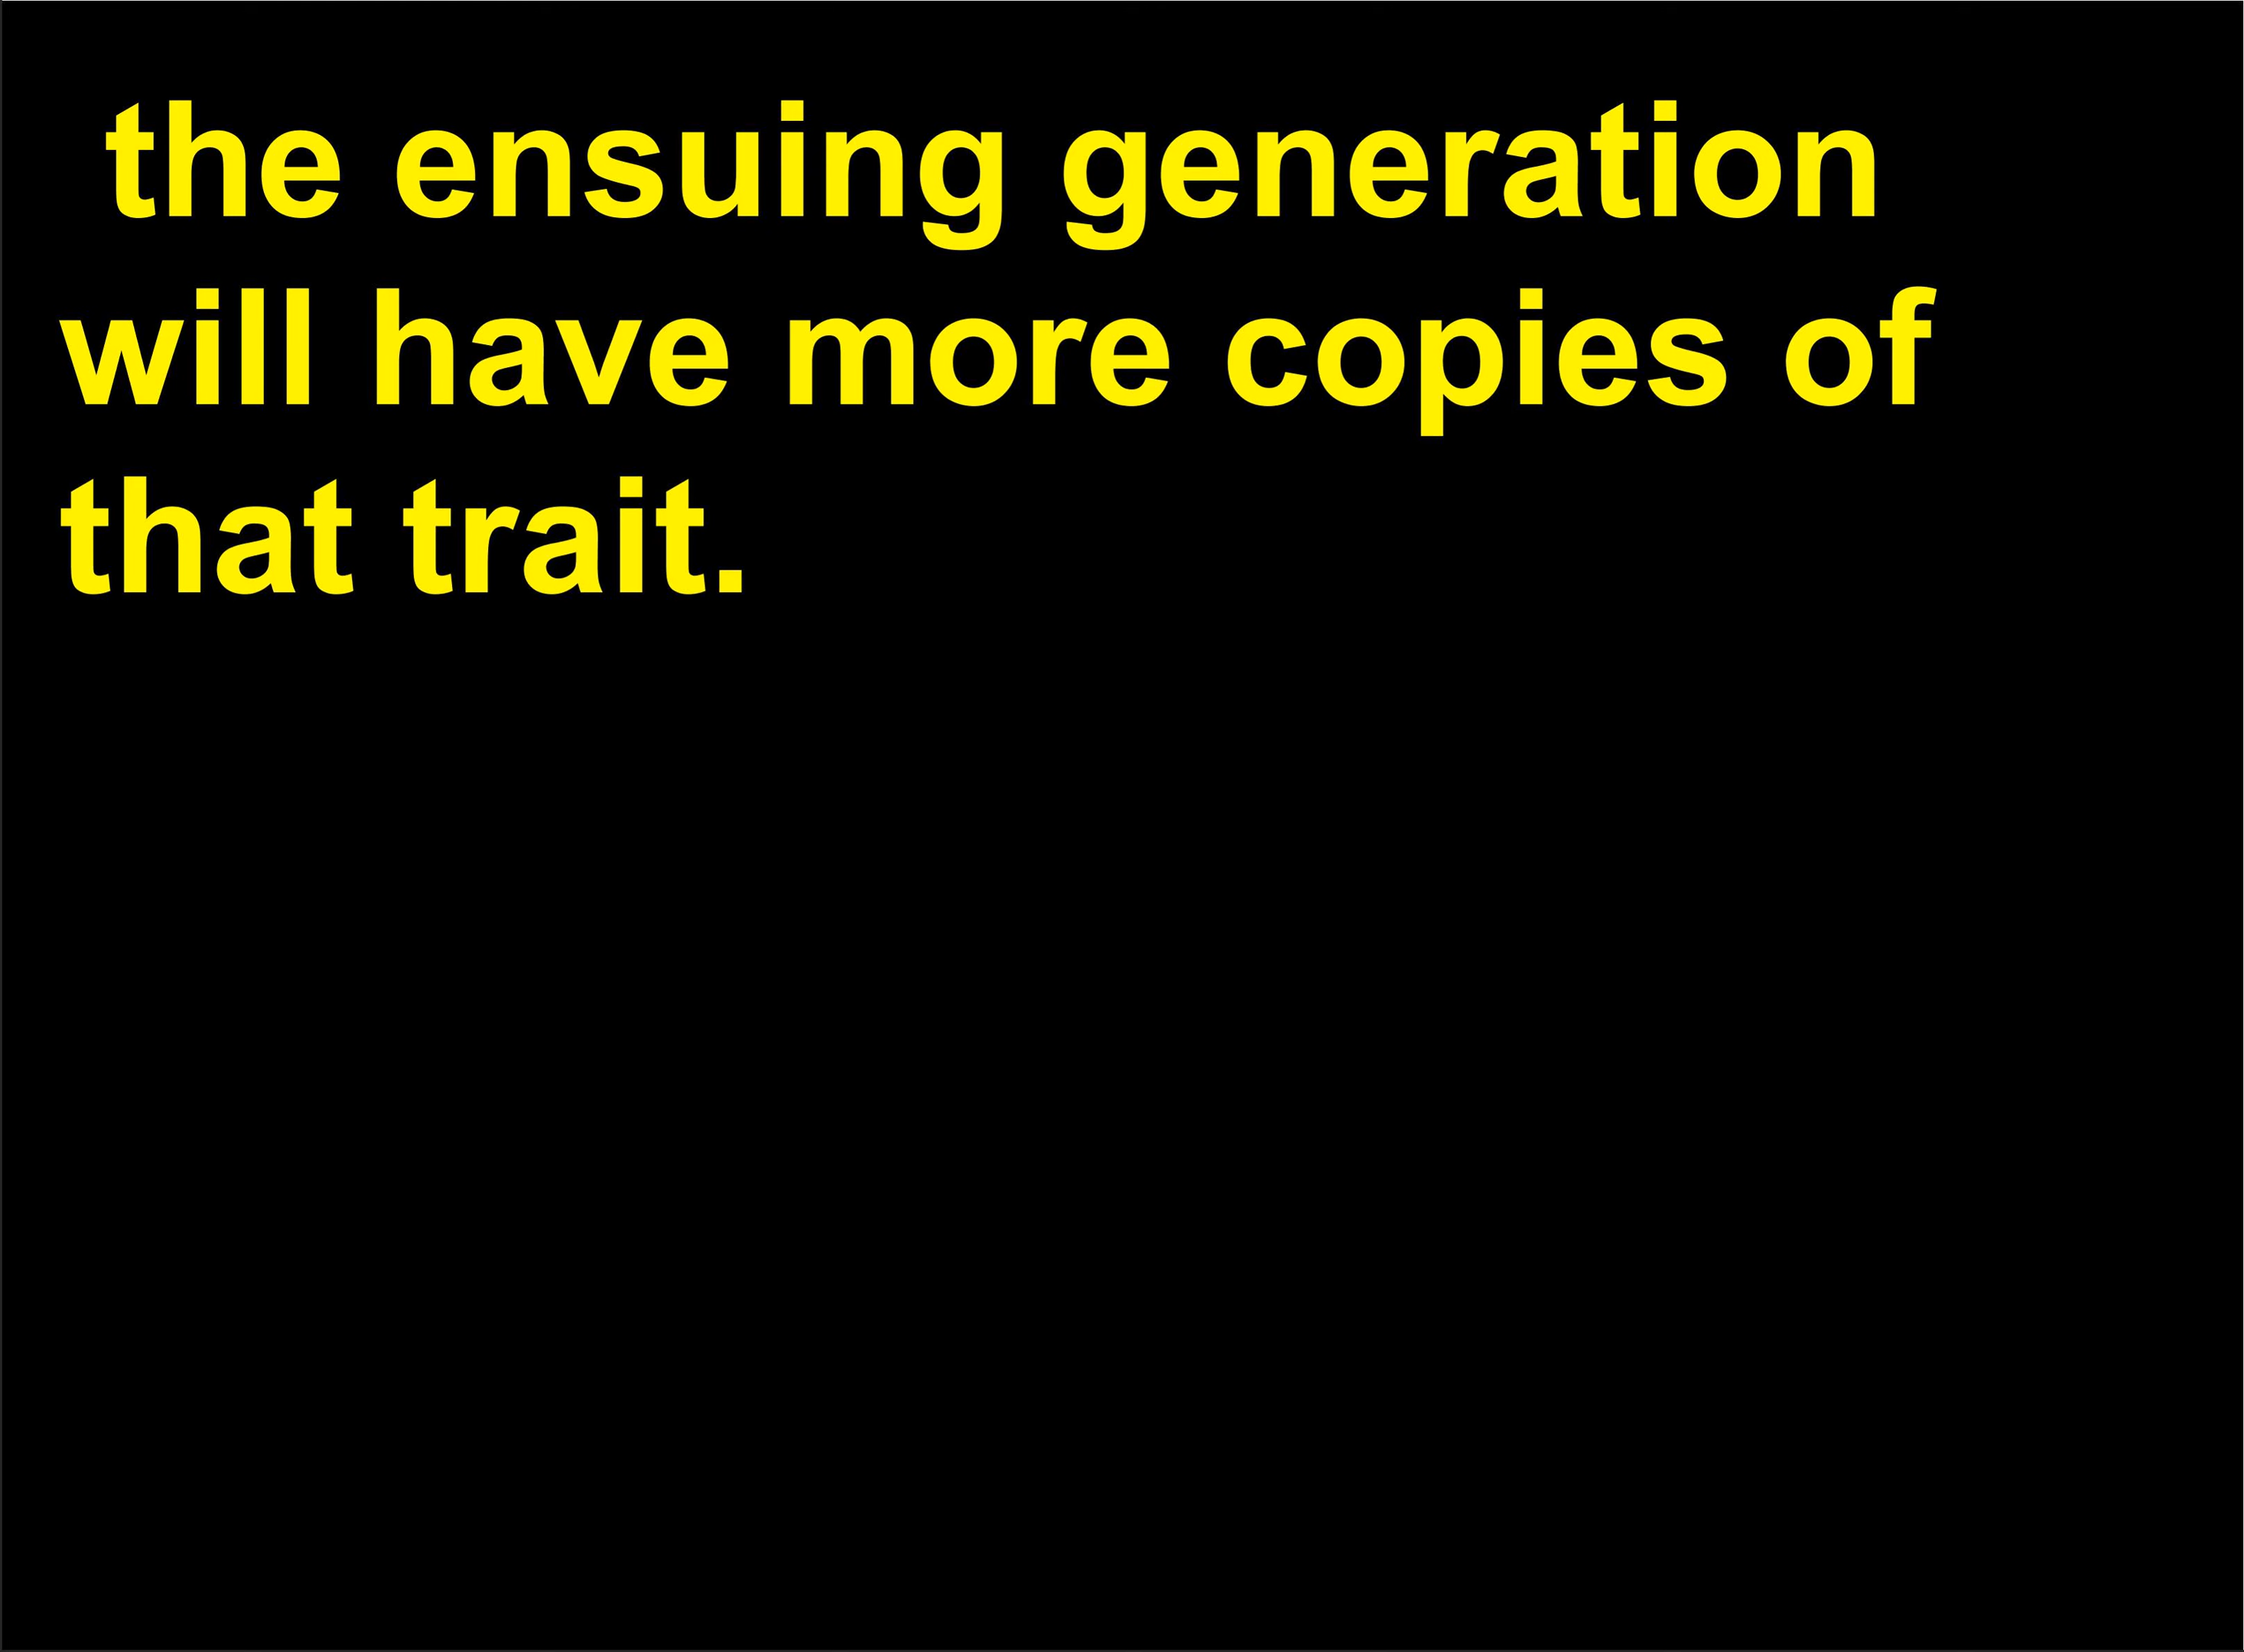 the ensuing generation
will have more copies of
that trait.